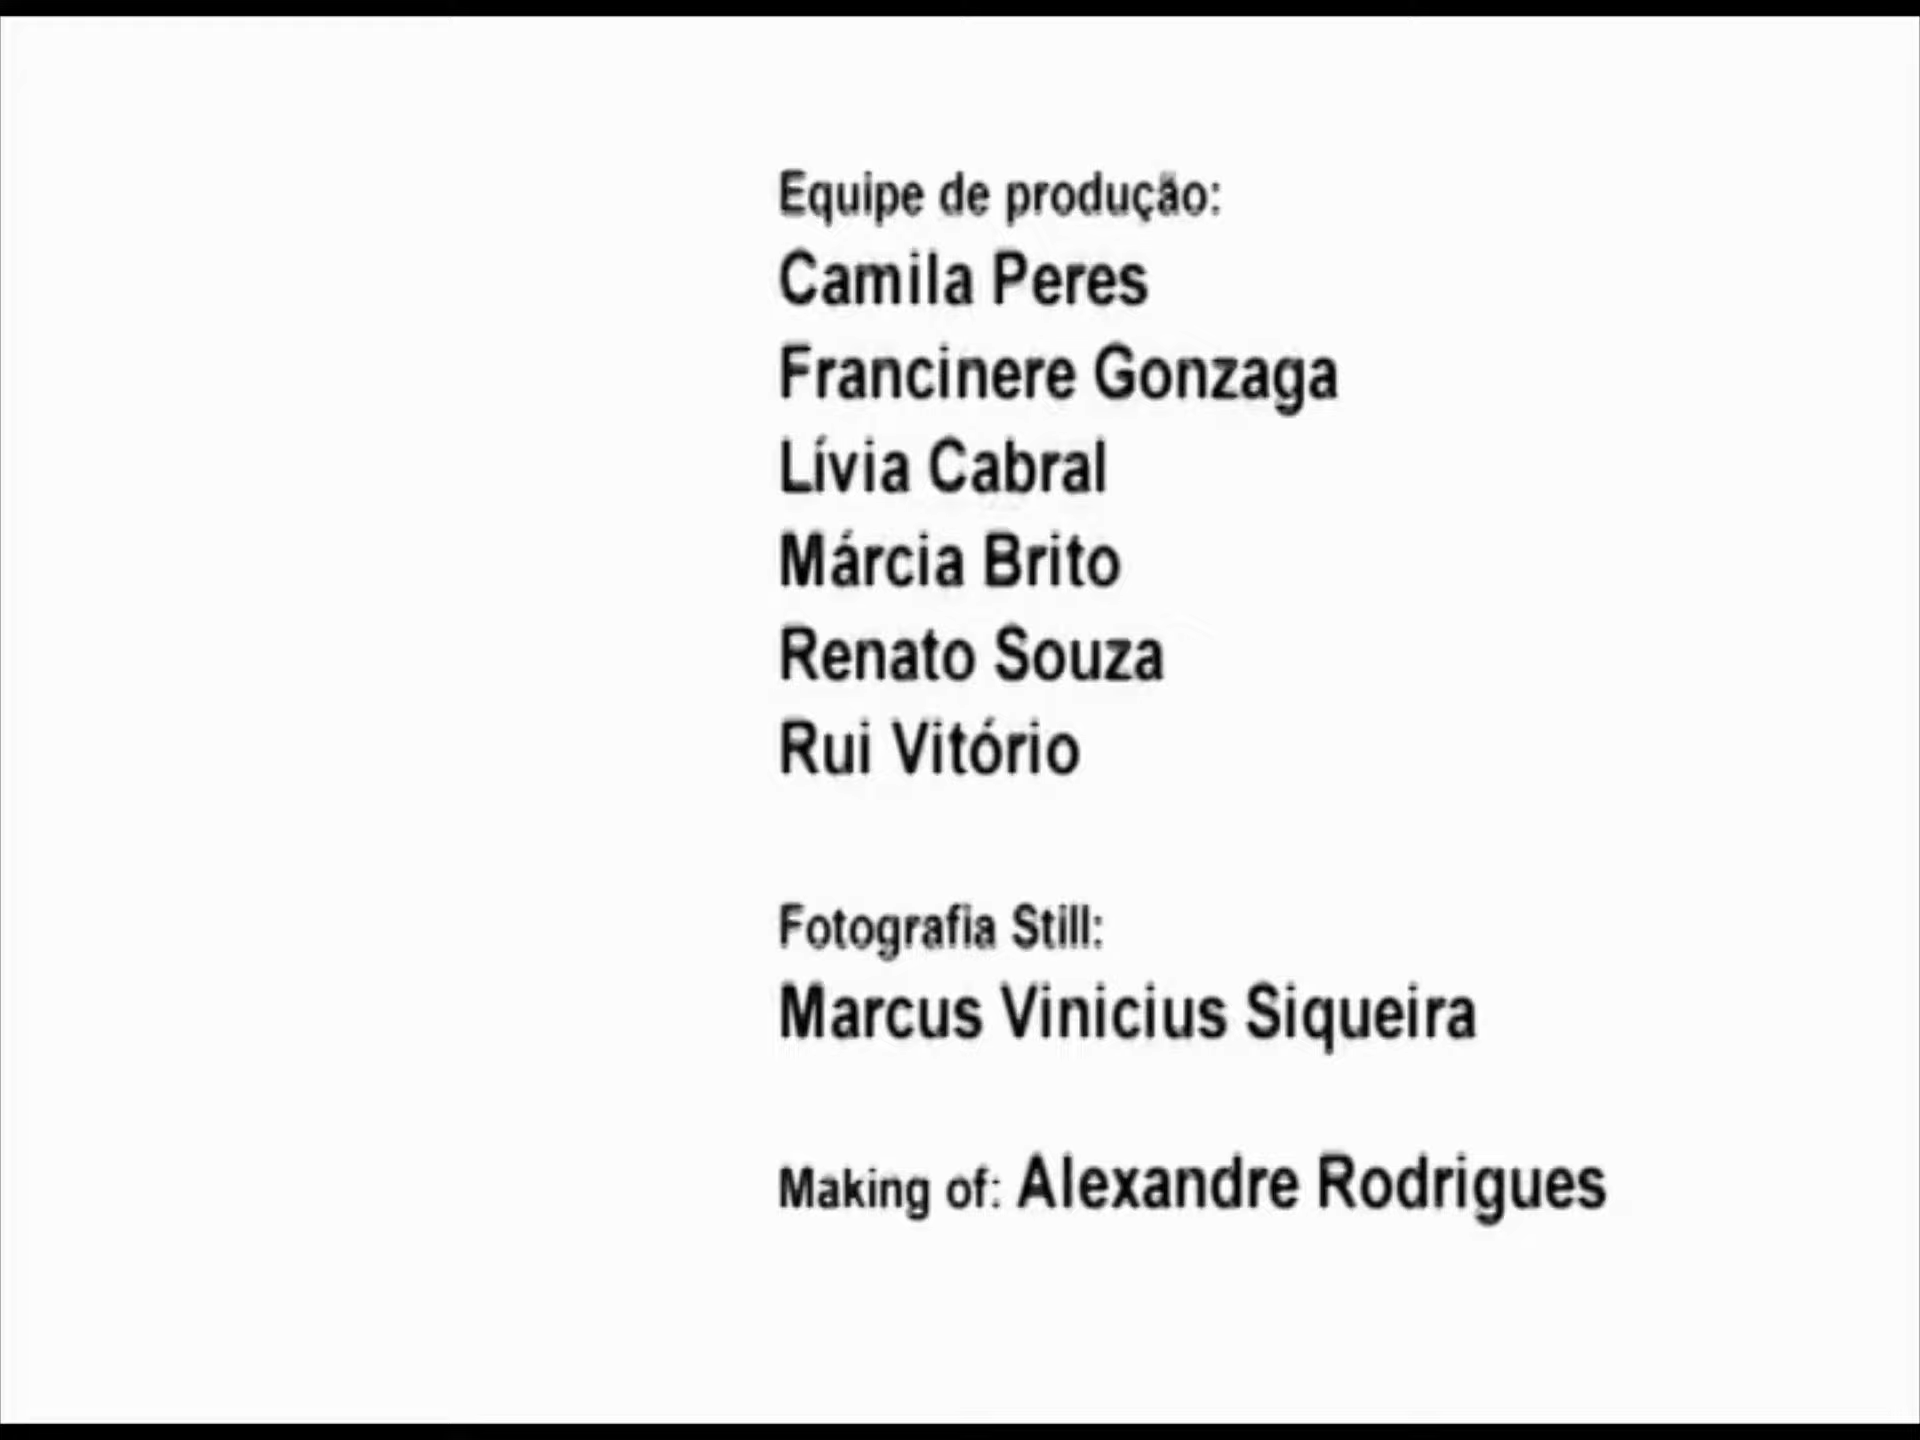 Equipe de produção:
Camila Peres
Francinere Gonzaga
Lívia Cabral
Márcia Brito
Renato Souza
Rui Vitório
Fotografia Still:
Marcus Vinicius Siqueira
Making of: Alexandre Rodrigues